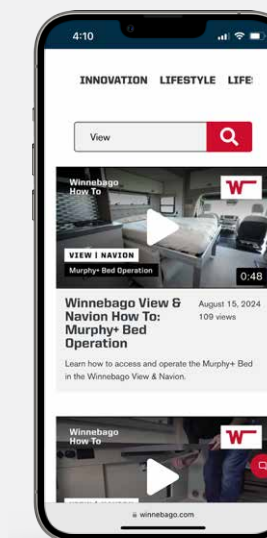 4:10
INNOVATION LIFESTYLE LIFE
View
Winnebago
How To
W
VIEW | NAVION
Murphy+ Bed Operation
0:48
Winnebago View &
Navion How To:
Murphy+ Bed
Operation
August 15, 2024
109 views
Learn how to access and operate the Murphy+ Bed
in the Winnebago View & Navion.
Winnebago
How To
W
winnebago.com